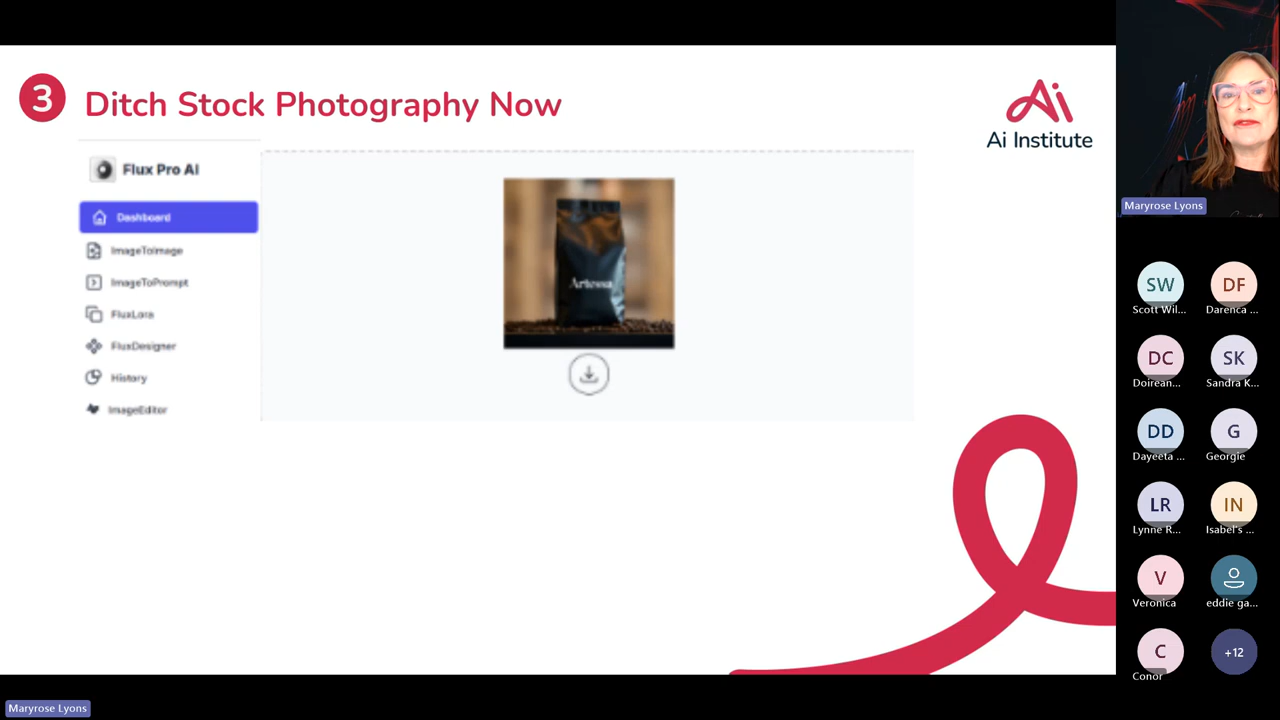 3
Ditch Stock Photography Now
Ai
Ai Institute
Flux Pro AI
Dashboard
ImageToImage
ImageToPrompt
FluxLora
FluxDesigner
History
ImageEditor
Artessa
Maryrose Lyons
SW
DF
Scott Wil...
Darenca ...
DC
SK
Doirean...
Sandra K...
DD
G
Dayeeta ...
Georgie
LR
IN
Lynne R...
Isabel's ...
V
Veronica
eddie ga...
C
+12
Conor
Maryrose Lyons